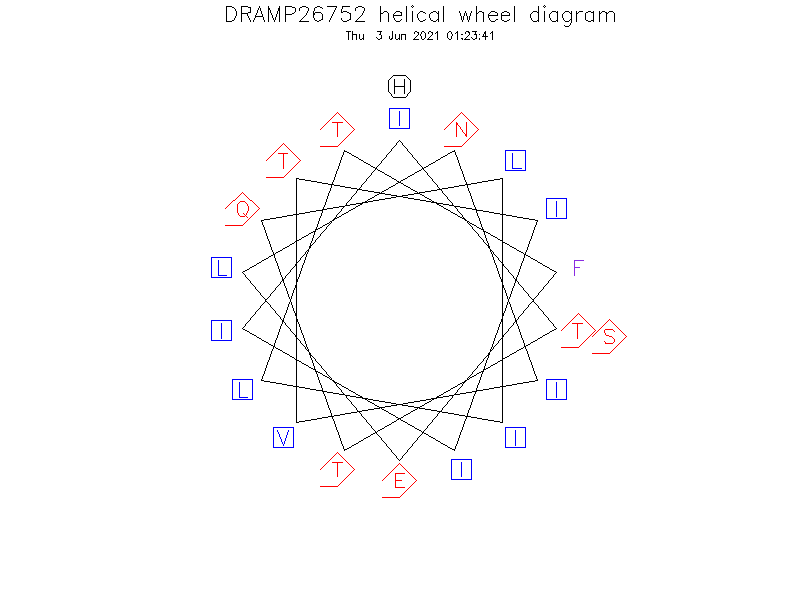 DRAMP26752 helical wheel diagram
Thu 3 Jun 2021 01:23:41
H
T I N
T L
Q I
L F
I T S
L I
V I
T E I